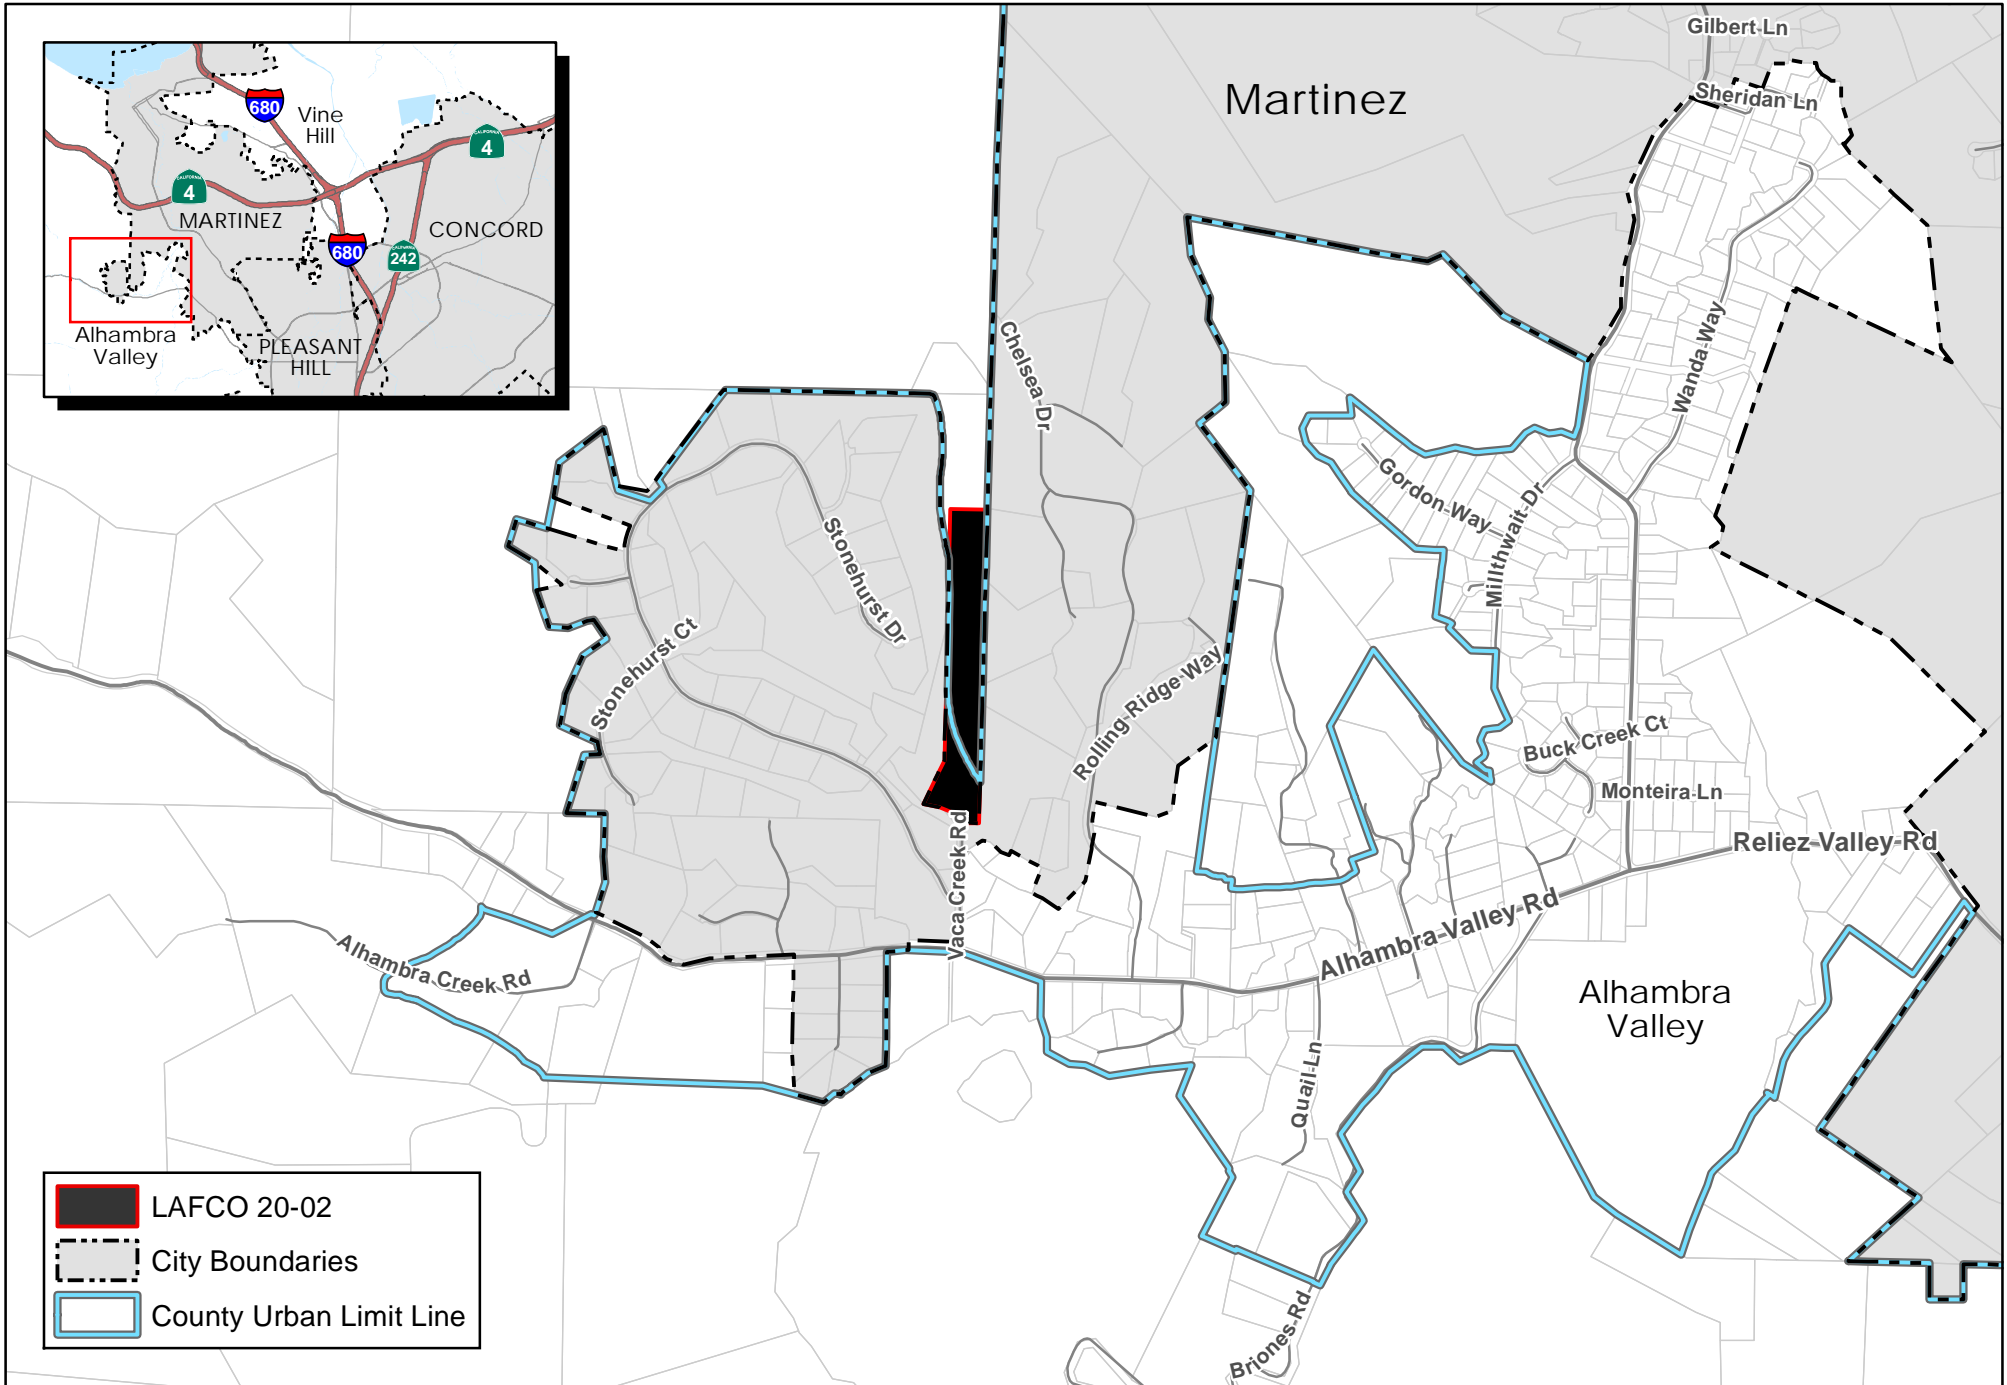 Gilbert Ln
Martinez
Sheridan Ln
680
Vine
Hill
CALIFORNIA
4
CALIFORNIA
4
MARTINEZ
CONCORD
680
CALIFORNIA
242
Alhambra
Valley
PLEASANT
HILL
Chelsea Dr
Wanda Way
Gordon Way
Millthwait Dr
Stonehurst Dr
Stonehurst Ct
Rolling Ridge Way
Buck Creek Ct
Monteira Ln
Reliez Valley Rd
Vaca Creek Rd
Alhambra Valley Rd
Alhambra Creek Rd
Alhambra
Valley
Quail Ln
Briones Rd
LAFCO 20-02
City Boundaries
County Urban Limit Line